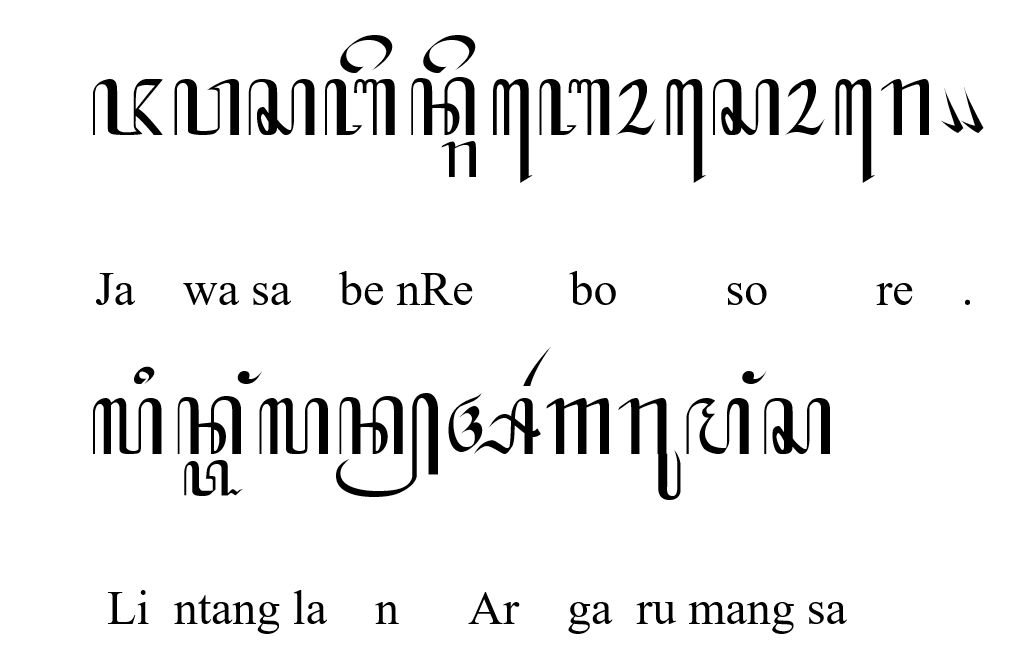 ꦗꦮꦱꦧꦼꦤ꧀ꦫꦼꦧꦺꦴꦱꦺꦴꦫꦺ꧉
Ja wa sa be nRe bo so re .
ꦭꦶꦤ꧀ꦠꦁꦭꦤ꧀ꦄꦂꦒꦫꦸꦩꦁꦱ
Li ntang la n Ar ga ru mang sa